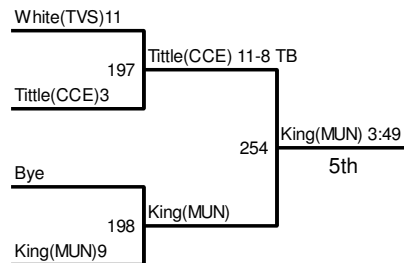 White(TVS)11
197
Tittle(CCE) 11-8 TB
Tittle(CCE)3
254
King(MUN) 3:49
5th
Bye
198
King(MUN)
King(MUN)9